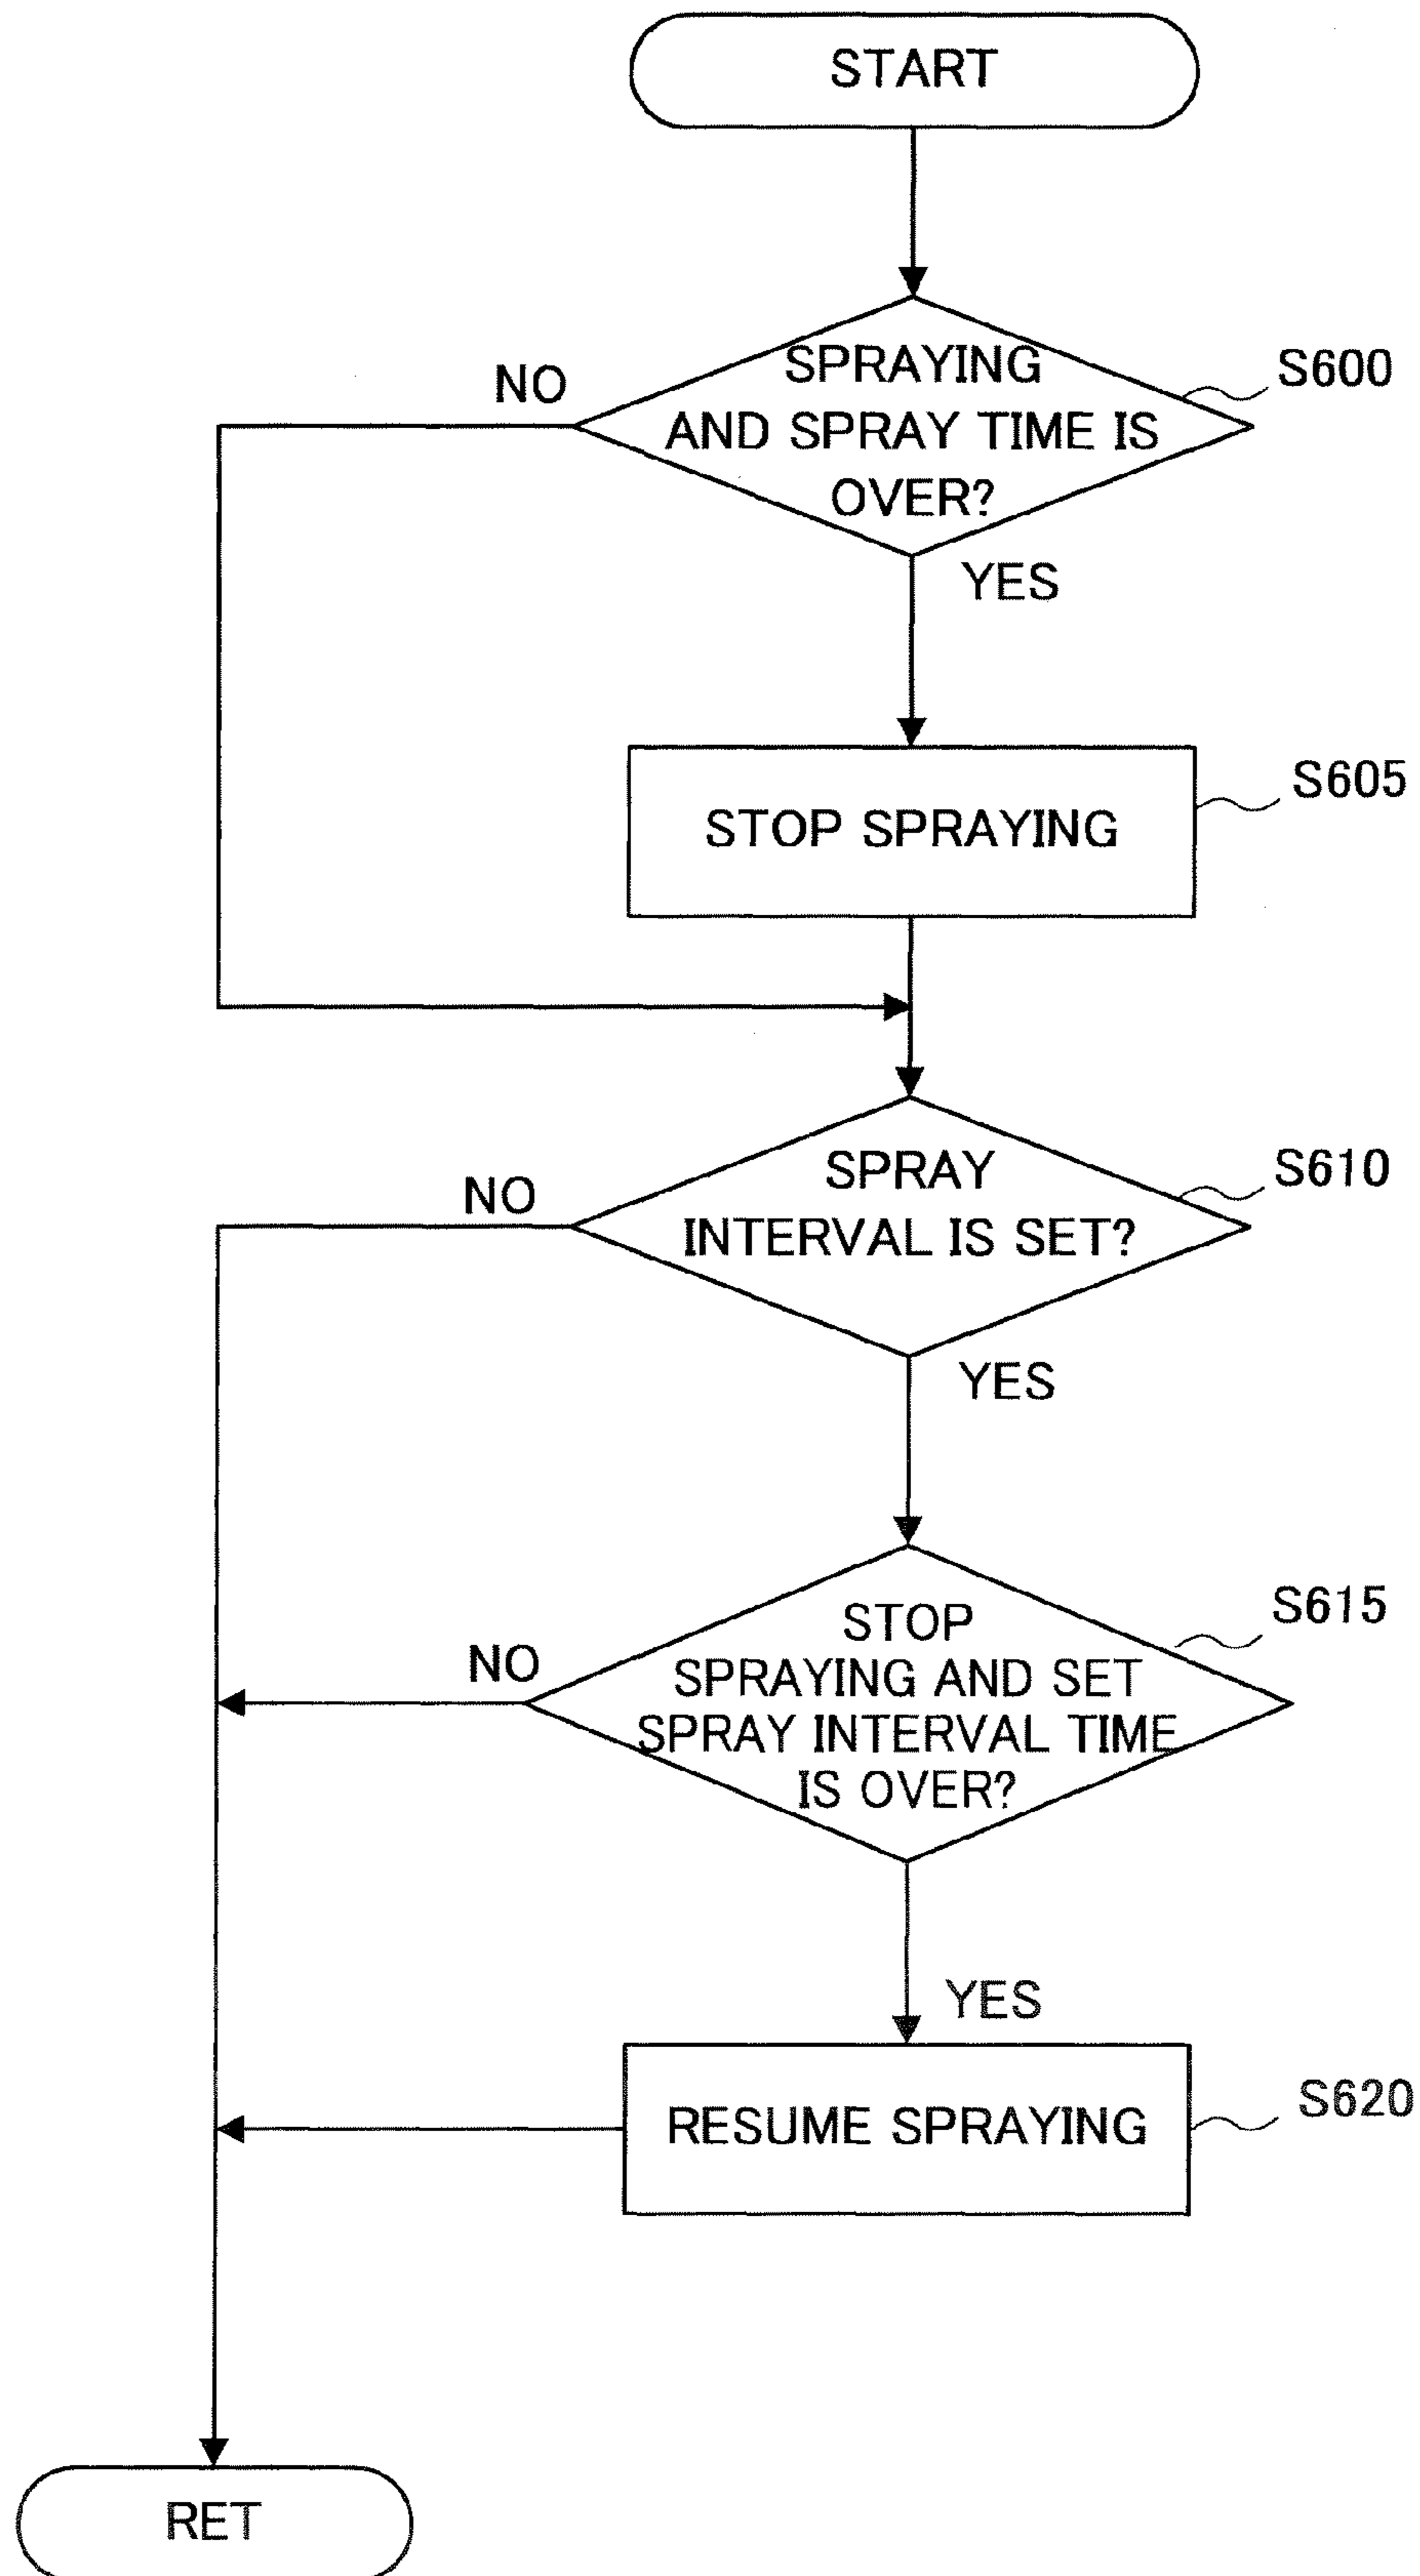 START
NO
SPRAYING
AND SPRAY TIME IS
OVER?
S600
YES
STOP SPRAYING
S605
NO
SPRAY
INTERVAL IS SET?
S610
YES
NO
STOP
SPRAYING AND SET
SPRAY INTERVAL TIME
IS OVER?
S615
YES
RESUME SPRAYING
S620
RET